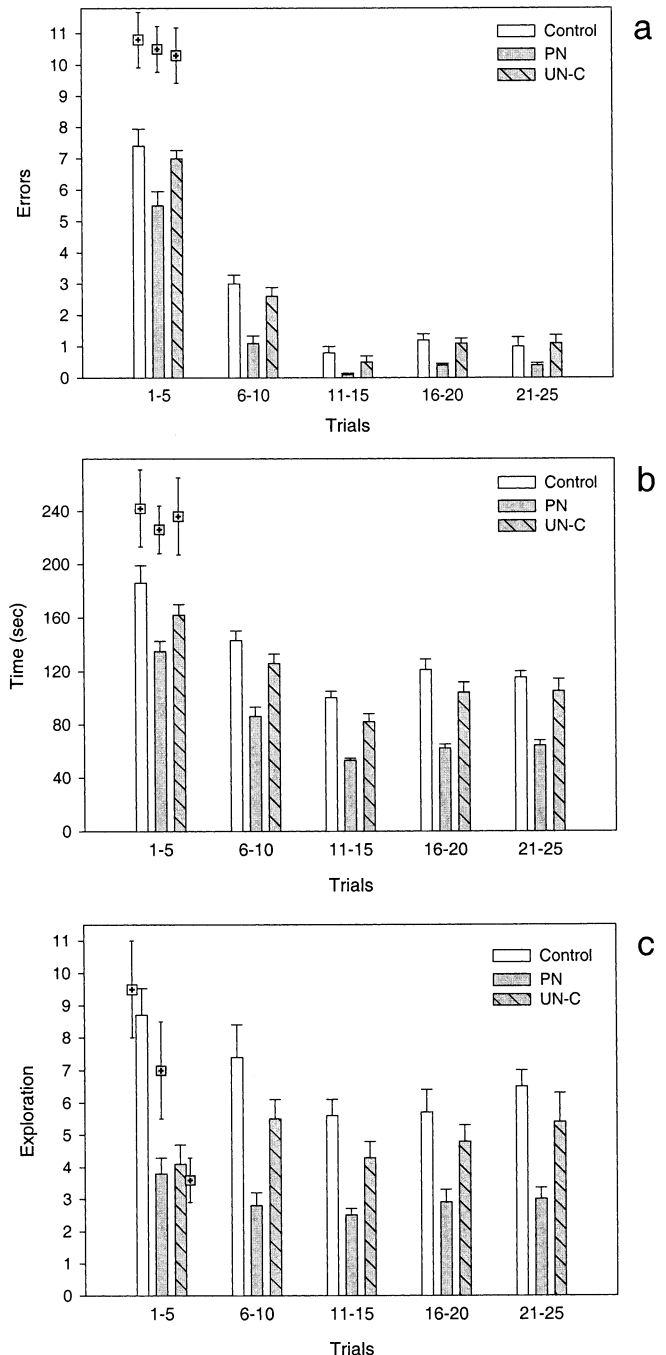 a
Control
PN
UN-C
11
10
9
8
7
6
5
4
3
2
1
0
Errors
1-5 6-10 11-15 16-20 21-25
Trials
b
Control
PN
UN-C
240
200
160
120
80
40
0
Time (sec)
1-5 6-10 11-15 16-20 21-25
Trials
c
Control
PN
UN-C
11
10
9
8
7
6
5
4
3
2
1
0
Exploration
1-5 6-10 11-15 16-20 21-25
Trials